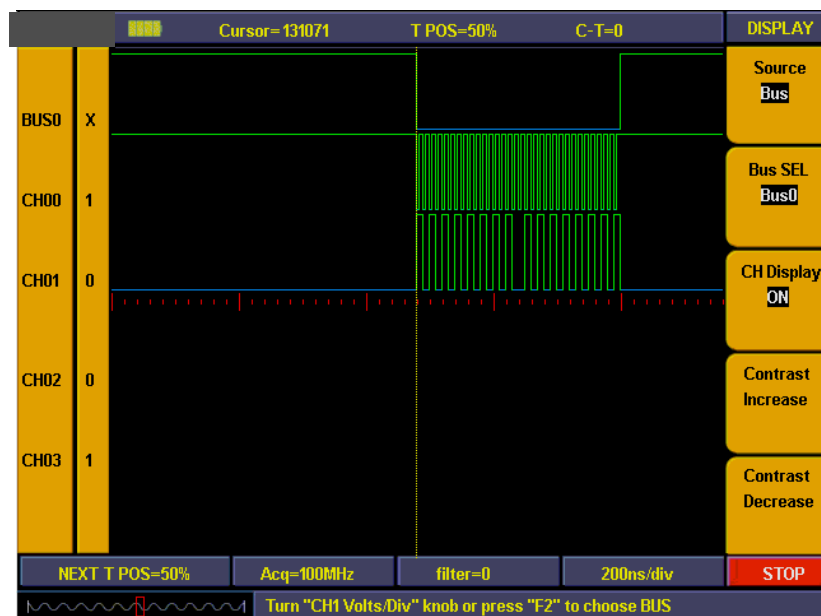 Cursor=131071 T POS=50% C-T=0 DISPLAY
Source
Bus
BUS0 X
Bus SEL
Bus0
CH00 1
CH Display
ON
CH01 0
CH02 0
Contrast
Increase
CH03 1
Contrast
Decrease
NEXT T POS=50% Acq=100MHz filter=0 200ns/div STOP
Turn "CH1 Volts/Div" knob or press "F2" to choose BUS